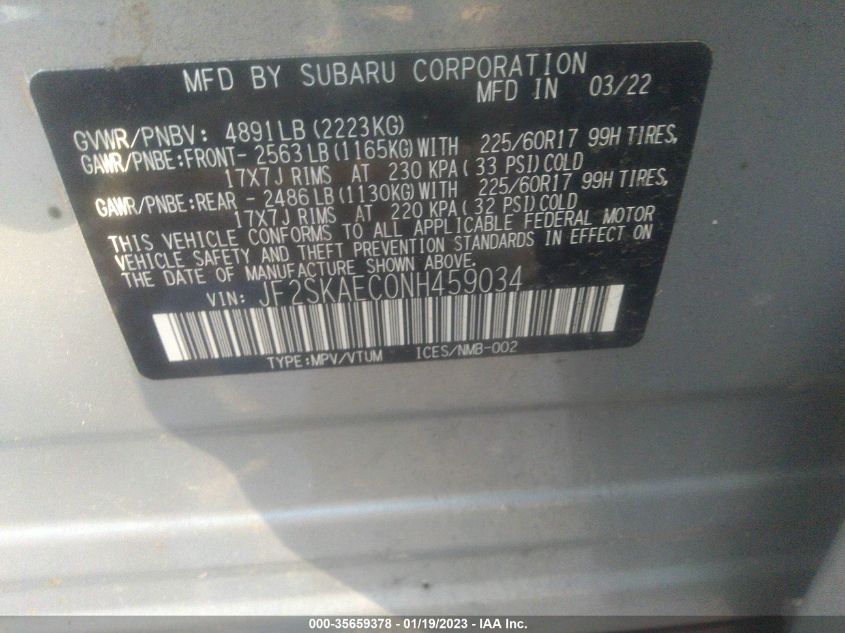 MFD BY SUBARU CORPORATION
MFD IN 03/22
GVWR/PNBV: 4891LB (2223KG)
GAWR/PNBE:FRONT- 2563LB(1165KG)WITH 225/60R17 99H TIRES,
17X7J RIMS AT 230 KPA( 33 PSI)COLD
GAWR/PNBE:REAR - 2486LB(1130KG)WITH 225/60R17 99H TIRES,
17X7J RIMS AT 220 KPA( 32 PSI)COLD
THIS VEHICLE CONFORMS TO ALL APPLICABLE FEDERAL MOTOR
VEHICLE SAFETY AND THEFT PREVENTION STANDARDS IN EFFECT ON
THE DATE OF MANUFACTURE SHOWN ABOVE.
VIN: JF2SKAEC0NH459034
TYPE:MPV/VTUM ICES/NMB-002
000-35659378 - 01/19/2023 - IAA Inc.